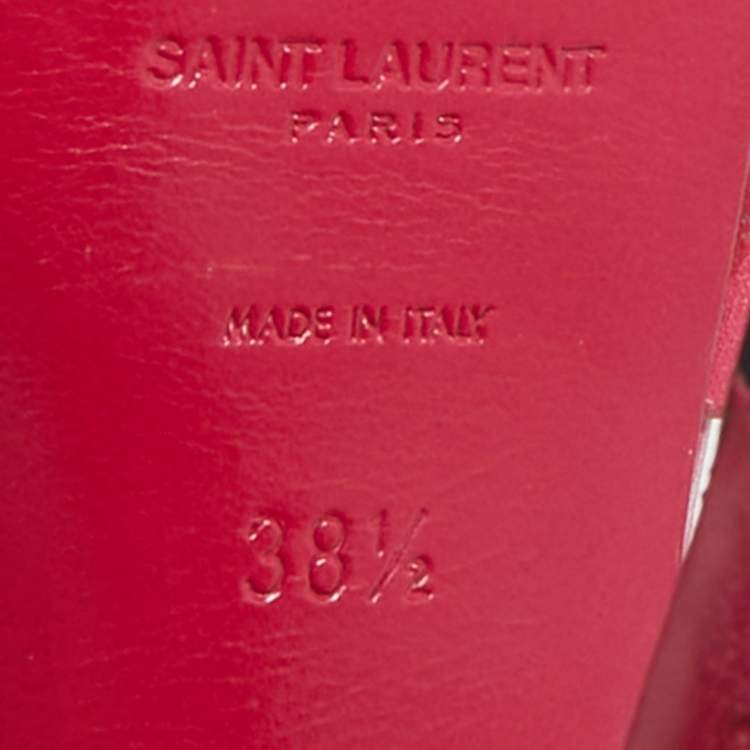 SAINT LAURENT
PARIS
MADE IN ITALY
38½